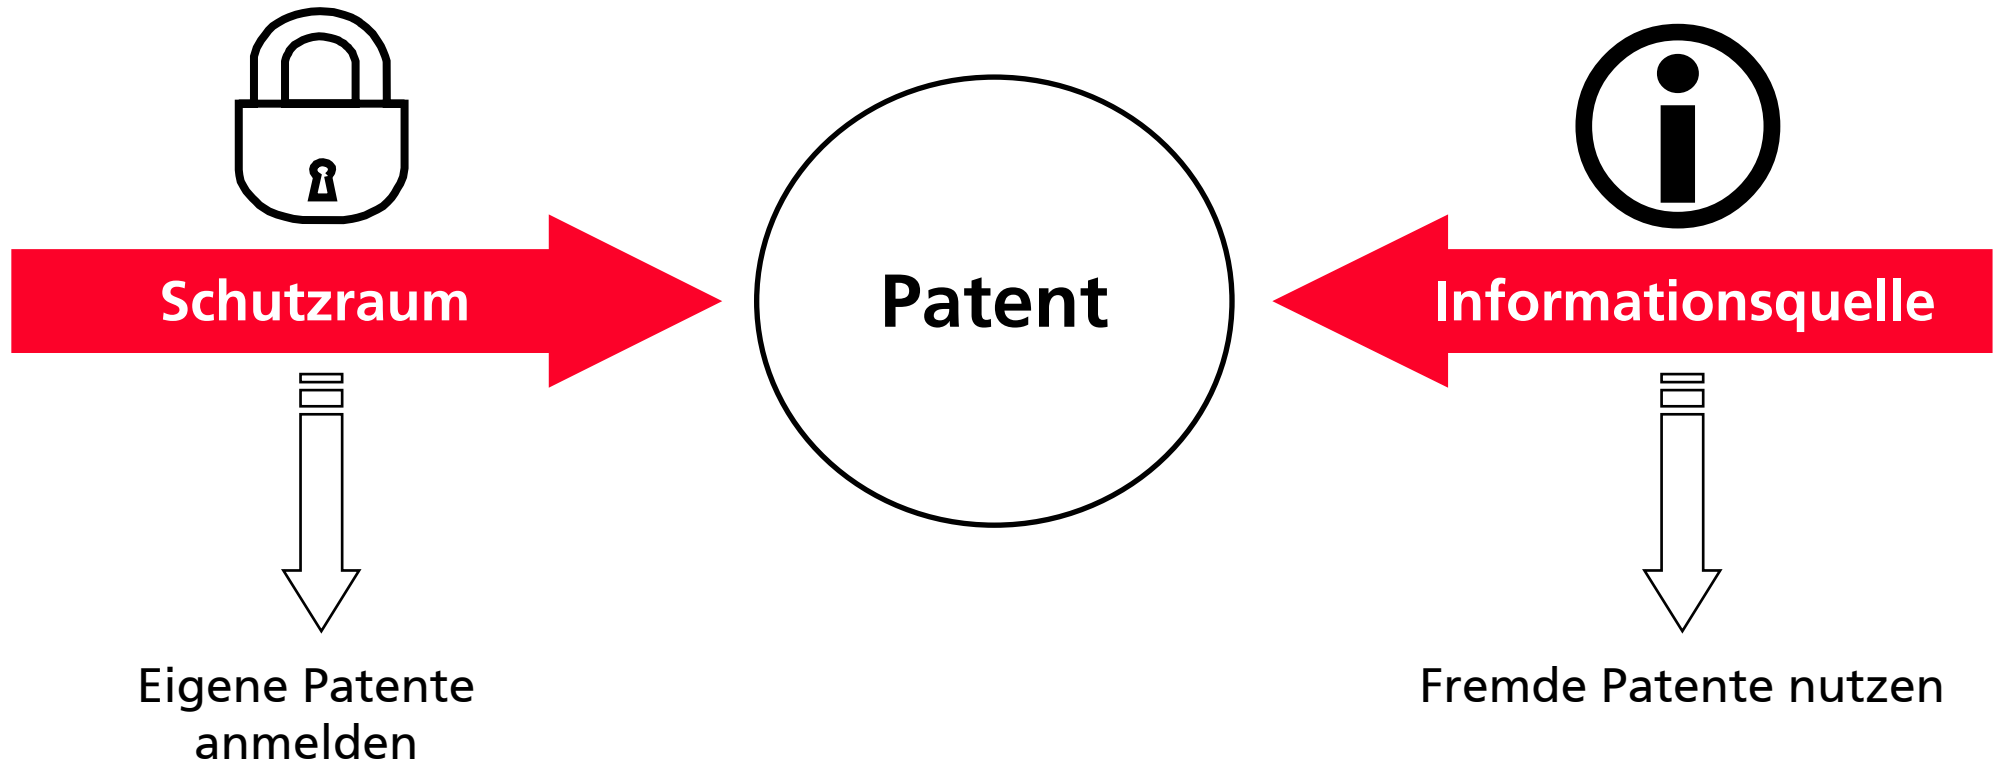 Schutzraum
Patent
Informationsquelle
Eigene Patente
anmelden
Fremde Patente nutzen